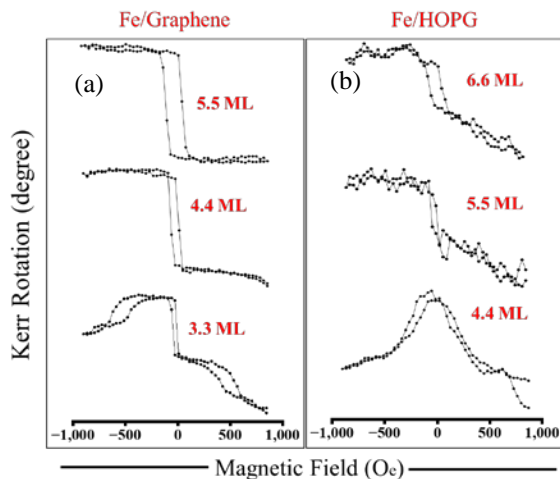 Fe/Graphene
Fe/HOPG
(a)
5.5 ML
4.4 ML
3.3 ML
(b)
6.6 ML
5.5 ML
4.4 ML
Kerr Rotation (degree)
−1,000 −500 0 500 1,000
−1,000 −500 0 500 1,000
Magnetic Field (Oe)